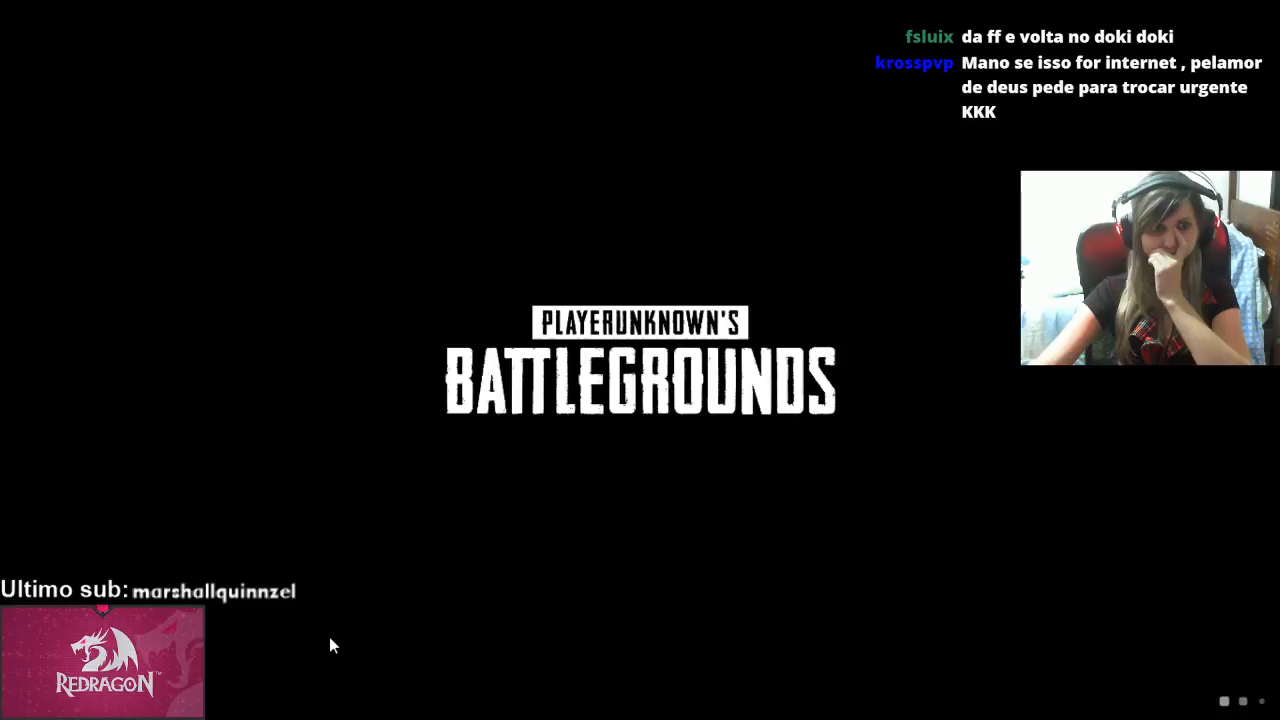 fsluix da ff e volta no doki doki
krosspvp Mano se isso for internet , pelamor
de deus pede para trocar urgente
KKK
PLAYERUNKNOWN'S
BATTLEGROUNDS
Ultimo sub: marshallquinnzel
REDRAGON™